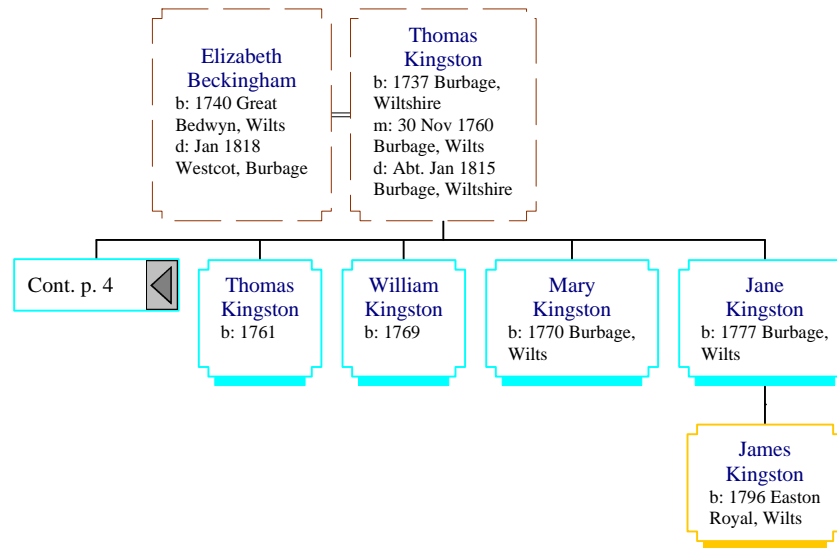 Elizabeth
Beckingham
b: 1740 Great
Bedwyn, Wilts
d: Jan 1818
Westcot, Burbage
Thomas
Kingston
b: 1737 Burbage,
Wiltshire
m: 30 Nov 1760
Burbage, Wilts
d: Abt. Jan 1815
Burbage, Wiltshire
Cont. p. 4
Thomas
Kingston
b: 1761
William
Kingston
b: 1769
Mary
Kingston
b: 1770 Burbage,
Wilts
Jane
Kingston
b: 1777 Burbage,
Wilts
James
Kingston
b: 1796 Easton
Royal, Wilts